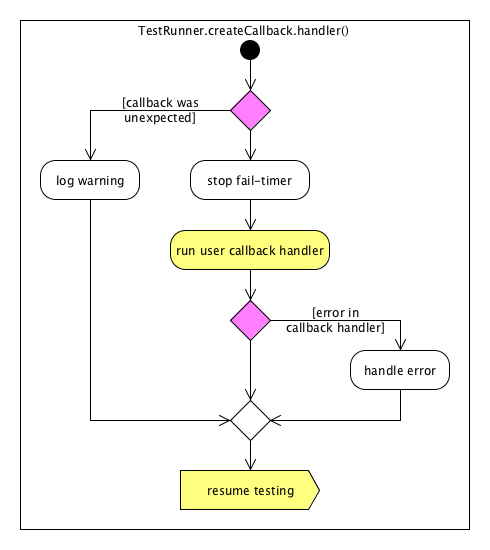 TestRunner.createCallback.handler()
[callback was
unexpected]
log warning
stop fail-timer
run user callback handler
[error in
callback handler]
handle error
resume testing